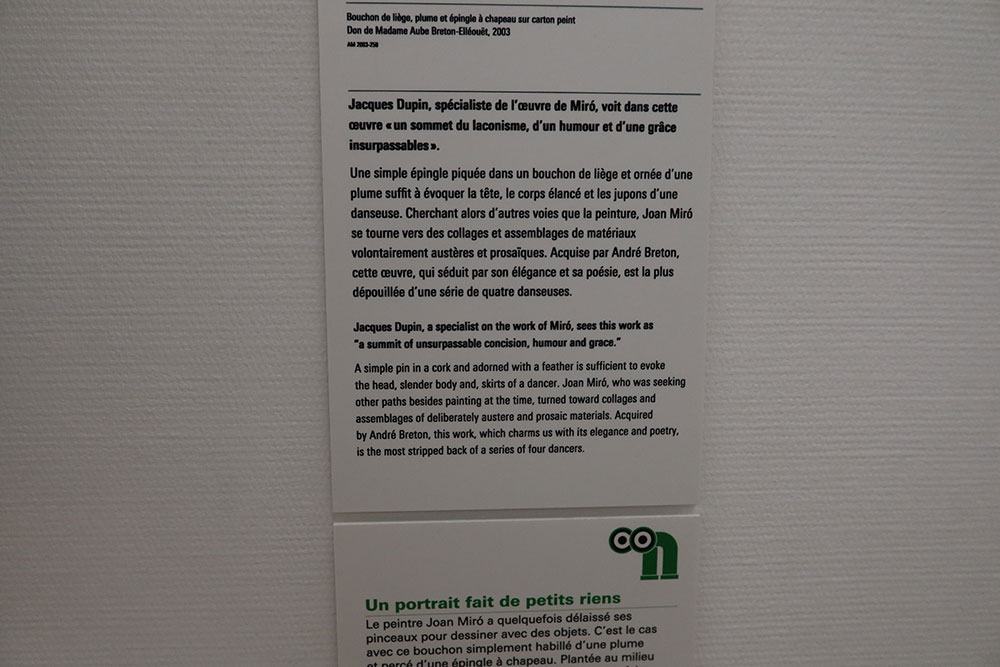 Bouchon de liège, plume et épingle à chapeau sur carton peint
Don de Madame Aube Breton-Elléouët, 2003
AM 2003-258
Jacques Dupin, spécialiste de l'œuvre de Miró, voit dans cette
œuvre « un sommet du laconisme, d'un humour et d'une grâce
insurpassables ».
Une simple épingle piquée dans un bouchon de liège et ornée d'une
plume suffit à évoquer la tête, le corps élancé et les jupons d'une
danseuse. Cherchant alors d'autres voies que la peinture, Joan Miró
se tourne vers des collages et assemblages de matériaux
volontairement austères et prosaïques. Acquise par André Breton,
cette œuvre, qui séduit par son élégance et sa poésie, est la plus
dépouillée d'une série de quatre danseuses.
Jacques Dupin, a specialist on the work of Miró, sees this work as
"a summit of unsurpassable concision, humour and grace."
A simple pin in a cork and adorned with a feather is sufficient to evoke
the head, slender body and, skirts of a dancer. Joan Miró, who was seeking
other paths besides painting at the time, turned toward collages and
assemblages of deliberately austere and prosaic materials. Acquired
by André Breton, this work, which charms us with its elegance and poetry,
is the most stripped back of a series of four dancers.
Un portrait fait de petits riens
Le peintre Joan Miró a quelquefois délaissé ses
pinceaux pour dessiner avec des objets. C'est le cas
avec ce bouchon simplement habillé d'une plume
et percé d'une épingle à chapeau. Plantée au milieu